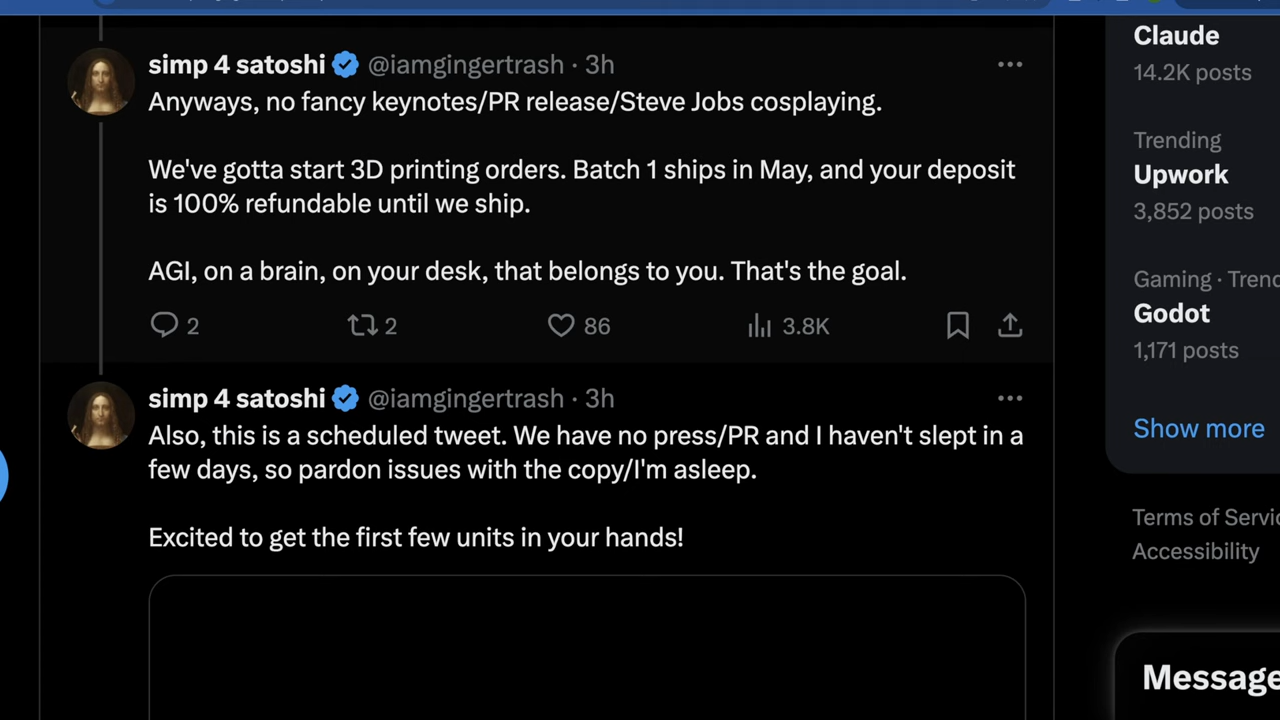 simp 4 satoshi @iamgingertrash · 3h
Anyways, no fancy keynotes/PR release/Steve Jobs cosplaying.
We've gotta start 3D printing orders. Batch 1 ships in May, and your deposit
is 100% refundable until we ship.
AGI, on a brain, on your desk, that belongs to you. That's the goal.
2 2 86 3.8K
simp 4 satoshi @iamgingertrash · 3h
Also, this is a scheduled tweet. We have no press/PR and I haven't slept in a
few days, so pardon issues with the copy/I'm asleep.
Excited to get the first few units in your hands!
Claude
14.2K posts
Trending
Upwork
3,852 posts
Gaming · Trend
Godot
1,171 posts
Show more
Terms of Servic
Accessibility
Message